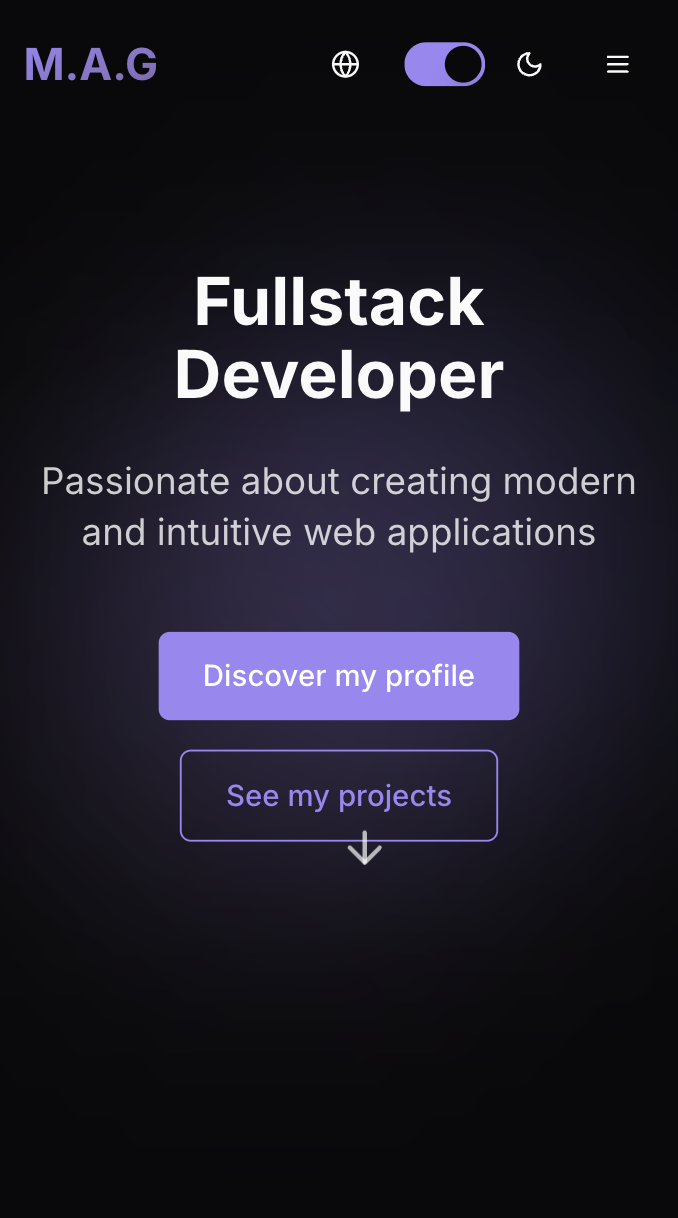 M.A.G
Fullstack
Developer
Passionate about creating modern
and intuitive web applications
Discover my profile
See my projects